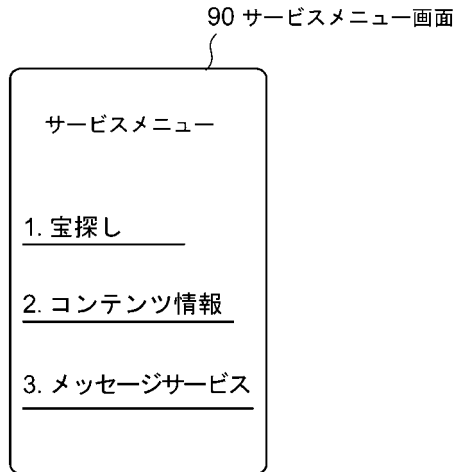 90 サービスメニュー画面
サービスメニュー
1. 宝探し
2. コンテンツ情報
3. メッセージサービス